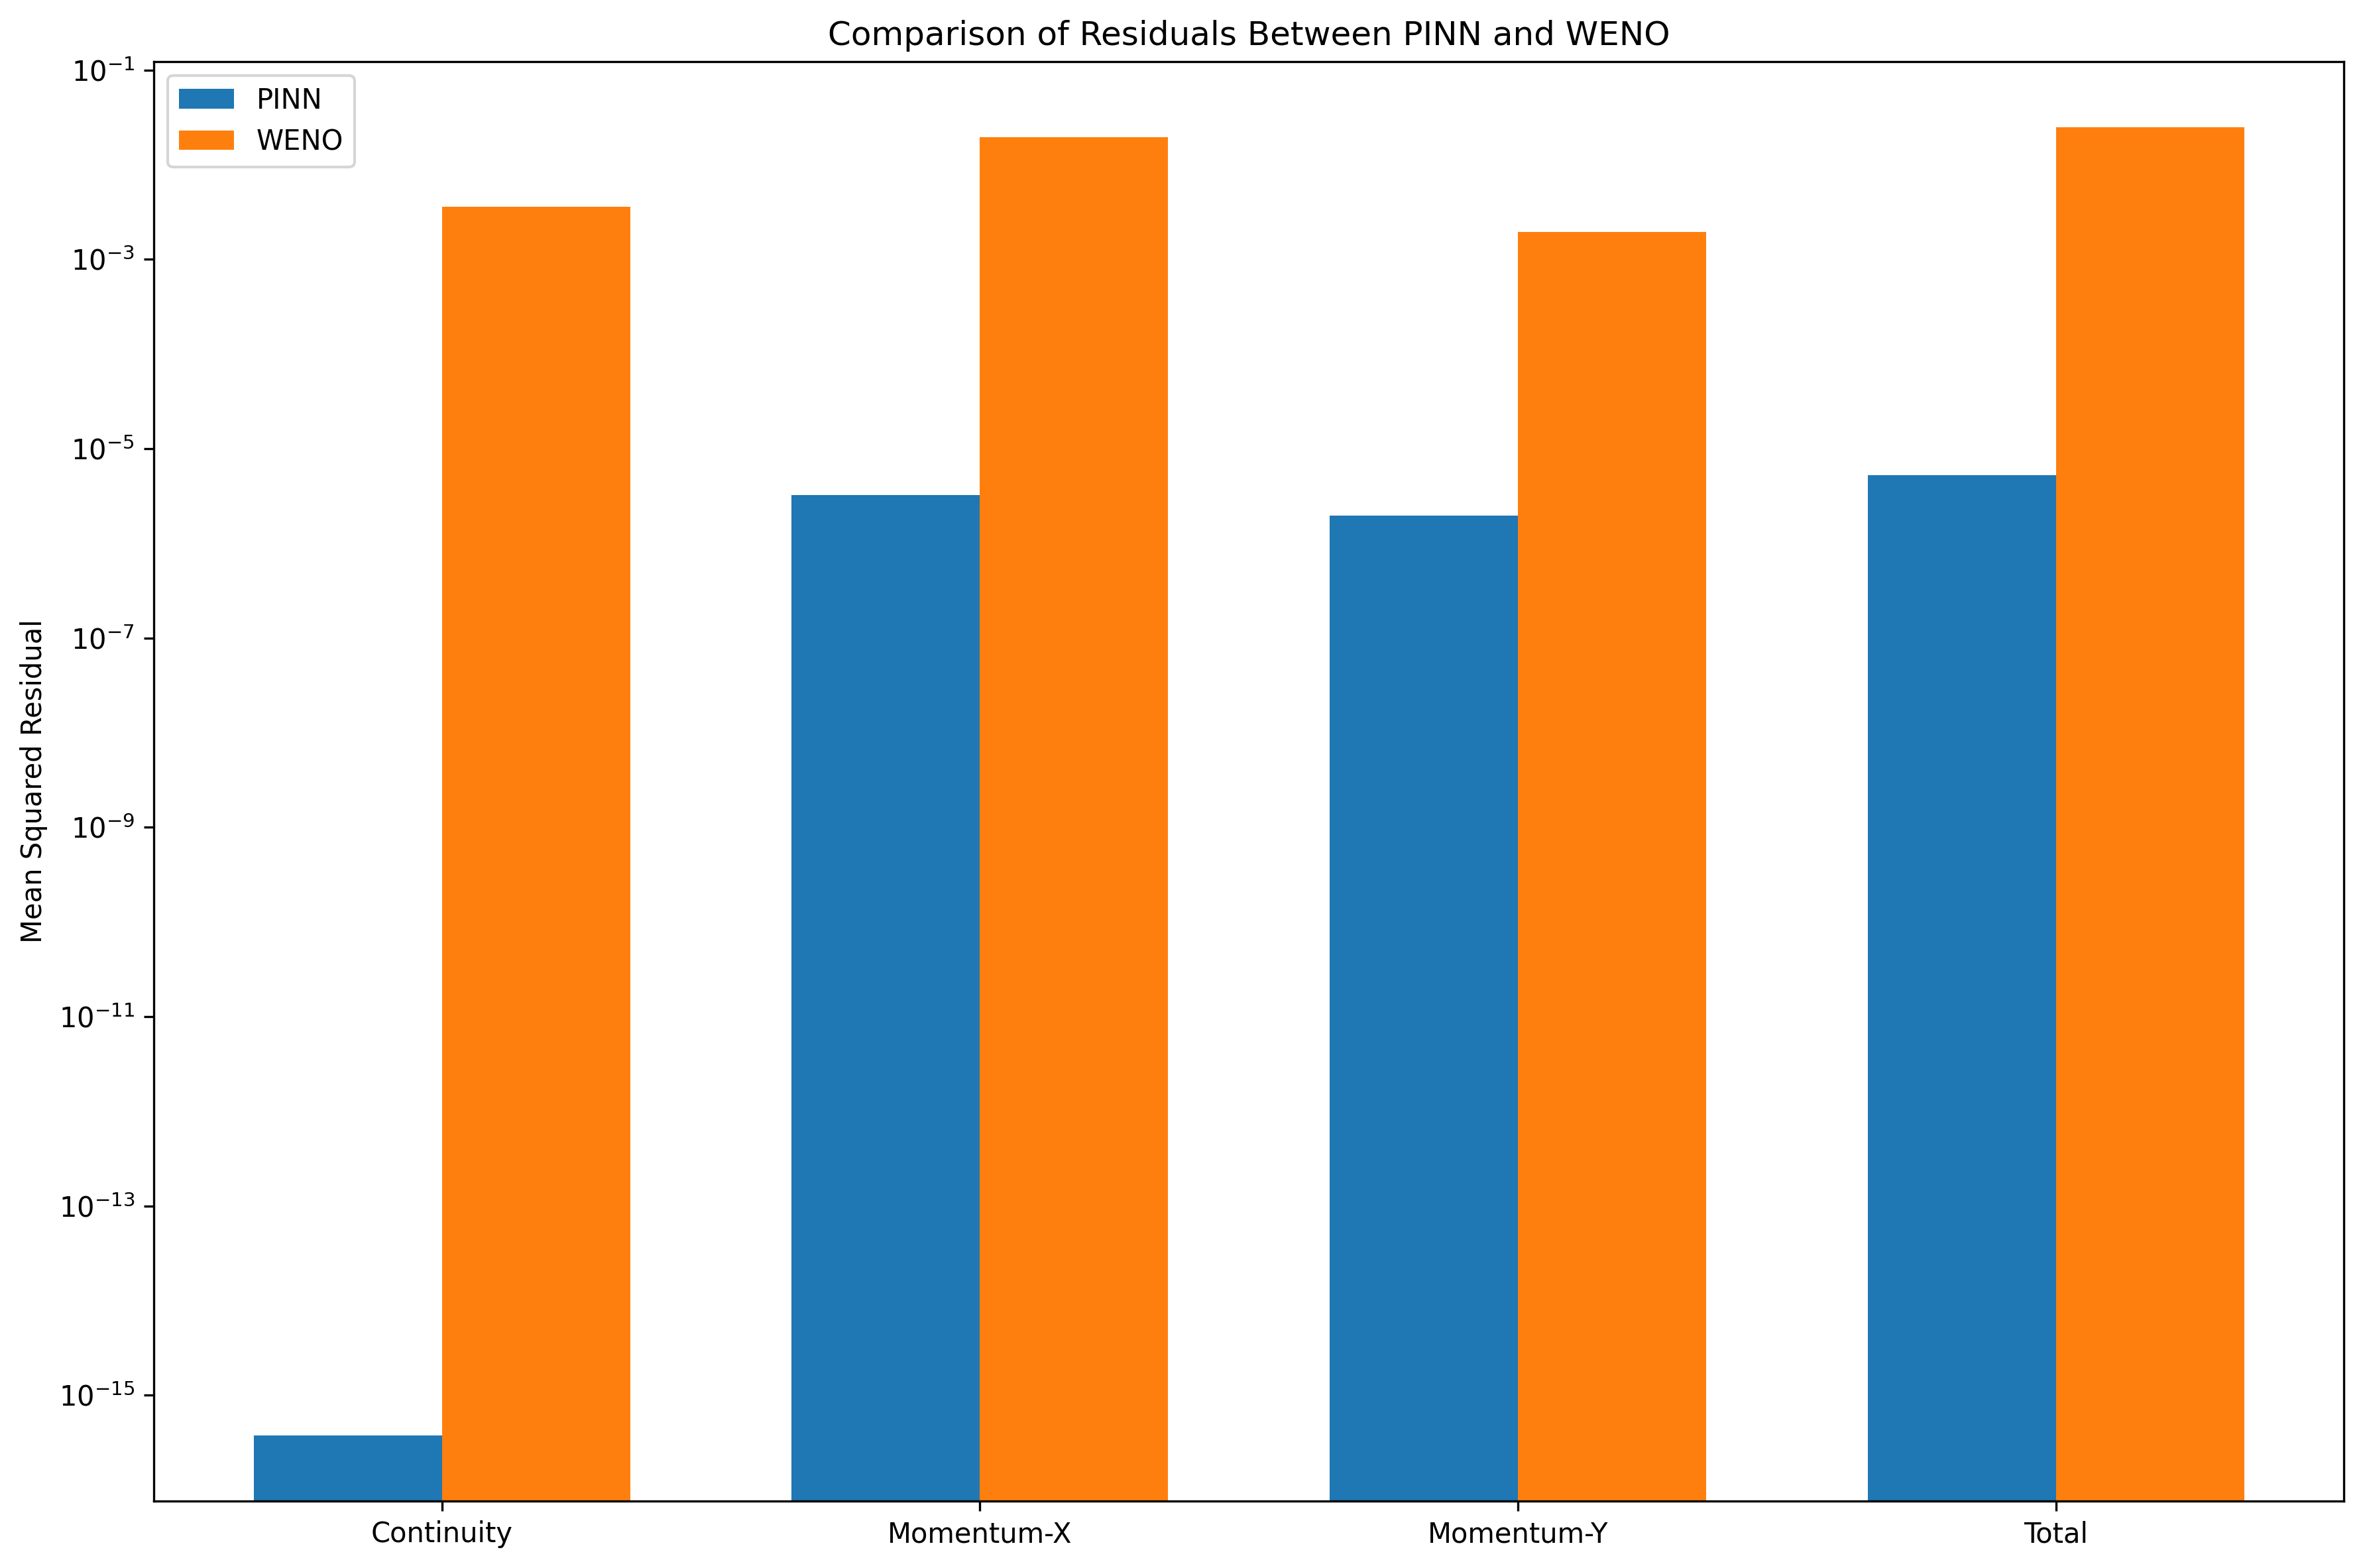 Comparison of Residuals Between PINN and WENO
PINN
WENO
Mean Squared Residual
10⁻¹
10⁻³
10⁻⁵
10⁻⁷
10⁻⁹
10⁻¹¹
10⁻¹³
10⁻¹⁵
Continuity
Momentum-X
Momentum-Y
Total